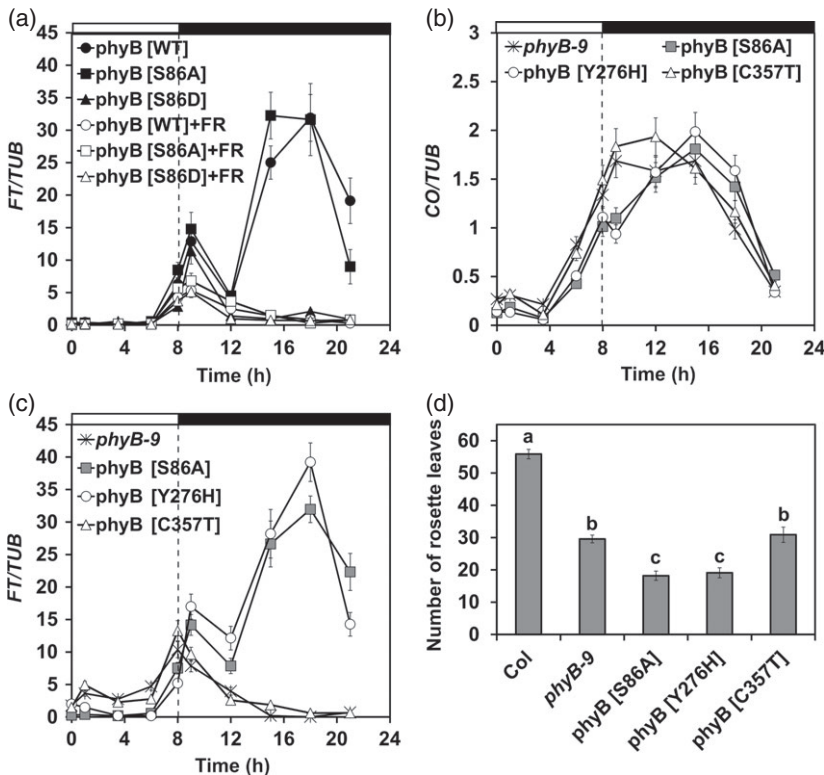 (a)
phyB [WT]
phyB [S86A]
phyB [S86D]
phyB [WT]+FR
phyB [S86A]+FR
phyB [S86D]+FR
FT/TUB
45
40
35
30
25
20
15
10
5
0
0 4 8 12 16 20 24
Time (h)
(b)
phyB-9 phyB [S86A]
phyB [Y276H] phyB [C357T]
CO/TUB
3
2.5
2
1.5
1
0.5
0
0 4 8 12 16 20 24
Time (h)
(c)
phyB-9
phyB [S86A]
phyB [Y276H]
phyB [C357T]
FT/TUB
45
40
35
30
25
20
15
10
5
0
0 4 8 12 16 20 24
Time (h)
(d)
Number of rosette leaves
60
50
40
30
20
10
0
a
b
c
c
b
Col
phyB-9
phyB [S86A]
phyB [Y276H]
phyB [C357T]